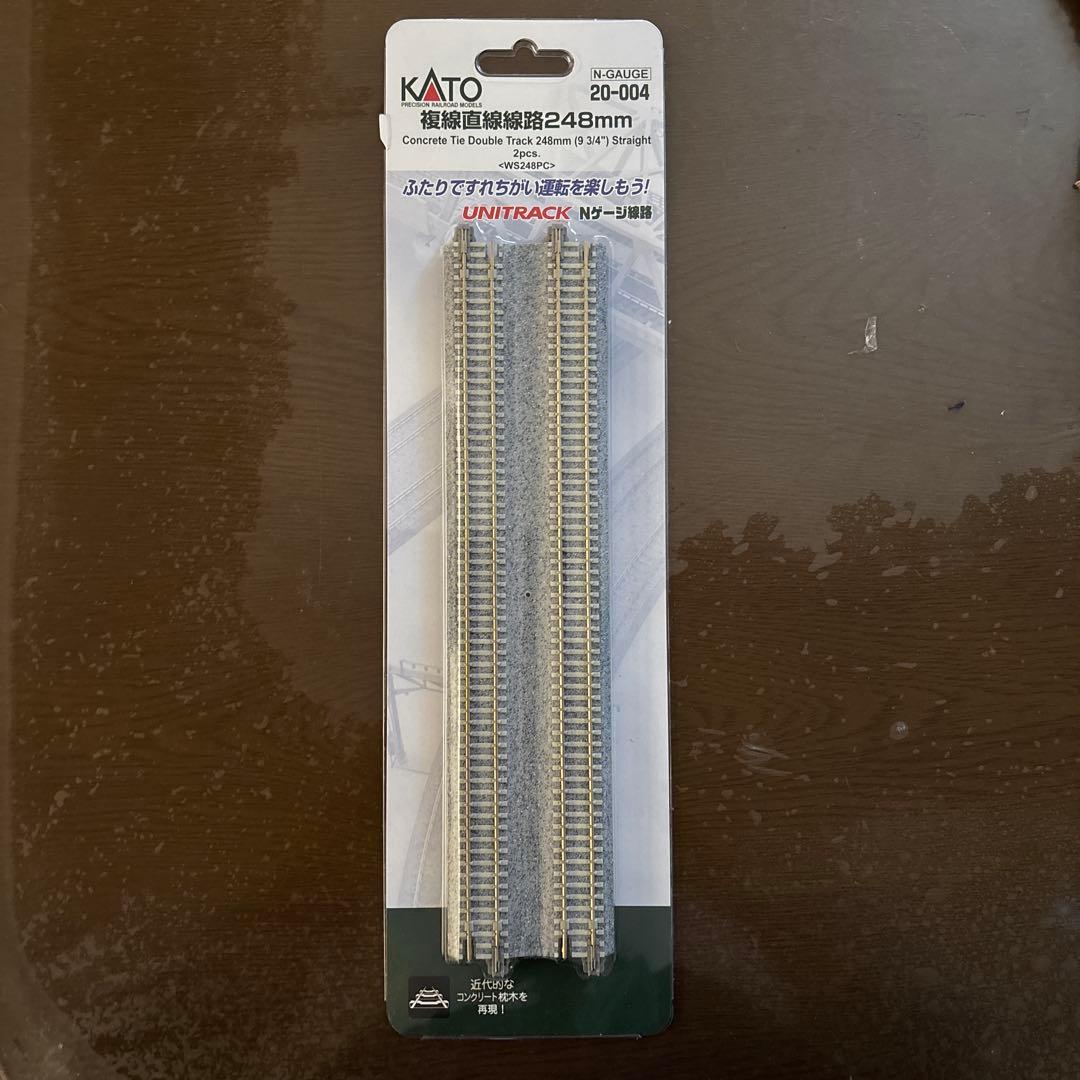 N-GAUGE
KATO
PRECISION RAILROAD MODELS
20-004
複線直線線路248mm
Concrete Tie Double Track 248mm (9 3/4") Straight
2pcs.
<WS248PC>
ふたりですれちがい運転を楽しもう!
UNITRACK Nゲージ線路
近代的な
コンクリート枕木を
再現！